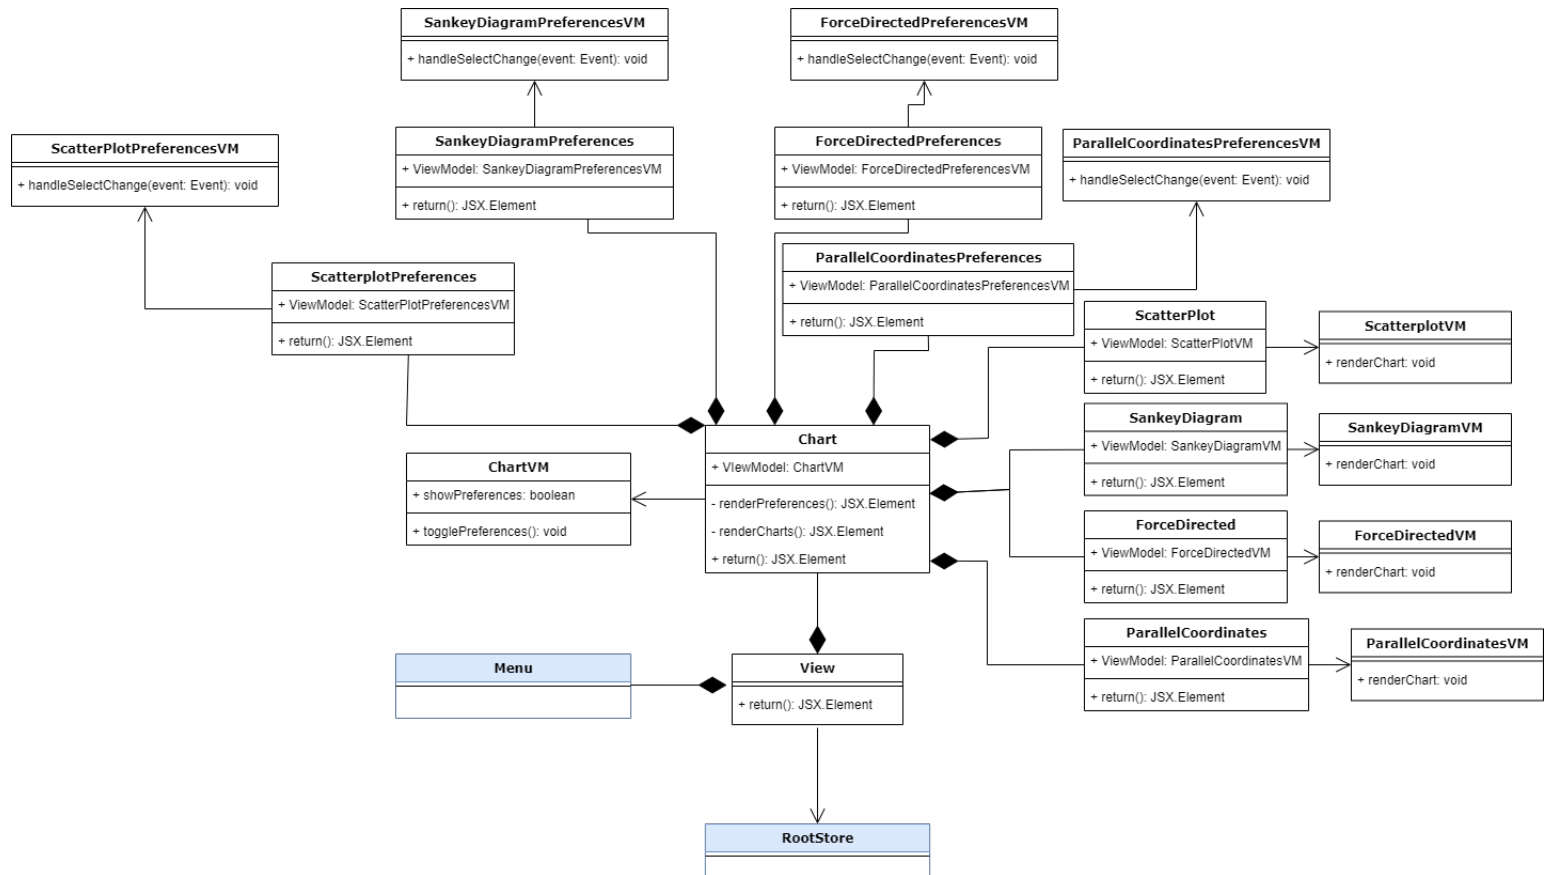 SankeyDiagramPreferencesVM
+ handleSelectChange(event: Event): void
ForceDirectedPreferencesVM
+ handleSelectChange(event: Event): void
ScatterPlotPreferencesVM
+ handleSelectChange(event: Event): void
SankeyDiagramPreferences
+ ViewModel: SankeyDiagramPreferencesVM
+ return(): JSX.Element
ForceDirectedPreferences
+ ViewModel: ForceDirectedPreferencesVM
+ return(): JSX.Element
ParallelCoordinatesPreferencesVM
+ handleSelectChange(event: Event): void
ScatterplotPreferences
+ ViewModel: ScatterPlotPreferencesVM
+ return(): JSX.Element
ParallelCoordinatesPreferences
+ ViewModel: ParallelCoordinatesPreferencesVM
+ return(): JSX.Element
ScatterPlot
+ ViewModel: ScatterPlotVM
+ return(): JSX.Element
ScatterplotVM
+ renderChart: void
SankeyDiagram
+ ViewModel: SankeyDiagramVM
+ return(): JSX.Element
SankeyDiagramVM
+ renderChart: void
ChartVM
+ showPreferences: boolean
+ togglePreferences(): void
Chart
+ VIewModel: ChartVM
- renderPreferences(): JSX.Element
- renderCharts(): JSX.Element
+ return(): JSX.Element
ForceDirected
+ ViewModel: ForceDirectedVM
+ return(): JSX.Element
ForceDirectedVM
+ renderChart: void
ParallelCoordinates
+ ViewModel: ParallelCoordinatesVM
+ return(): JSX.Element
ParallelCoordinatesVM
+ renderChart: void
Menu
View
+ return(): JSX.Element
RootStore